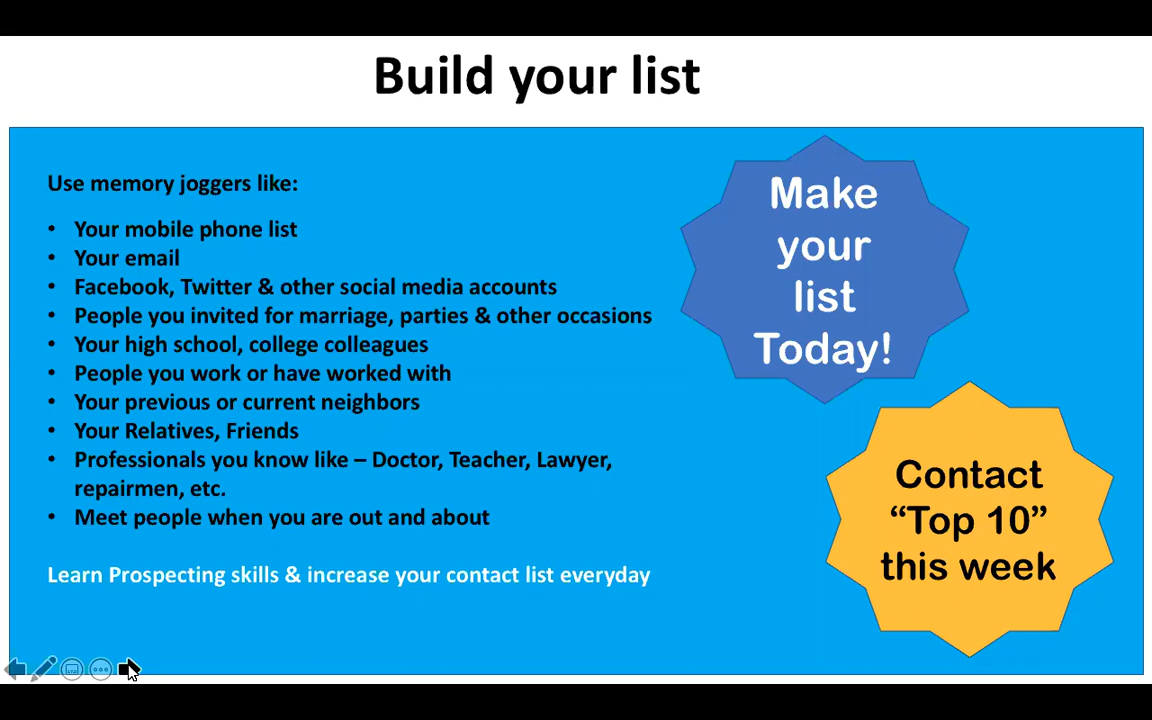 Build your list
Use memory joggers like:
• Your mobile phone list
• Your email
• Facebook, Twitter & other social media accounts
• People you invited for marriage, parties & other occasions
• Your high school, college colleagues
• People you work or have worked with
• Your previous or current neighbors
• Your Relatives, Friends
• Professionals you know like – Doctor, Teacher, Lawyer,
repairmen, etc.
• Meet people when you are out and about
Learn Prospecting skills & increase your contact list everyday
Make
your
list
Today!
Contact
“Top 10”
this week